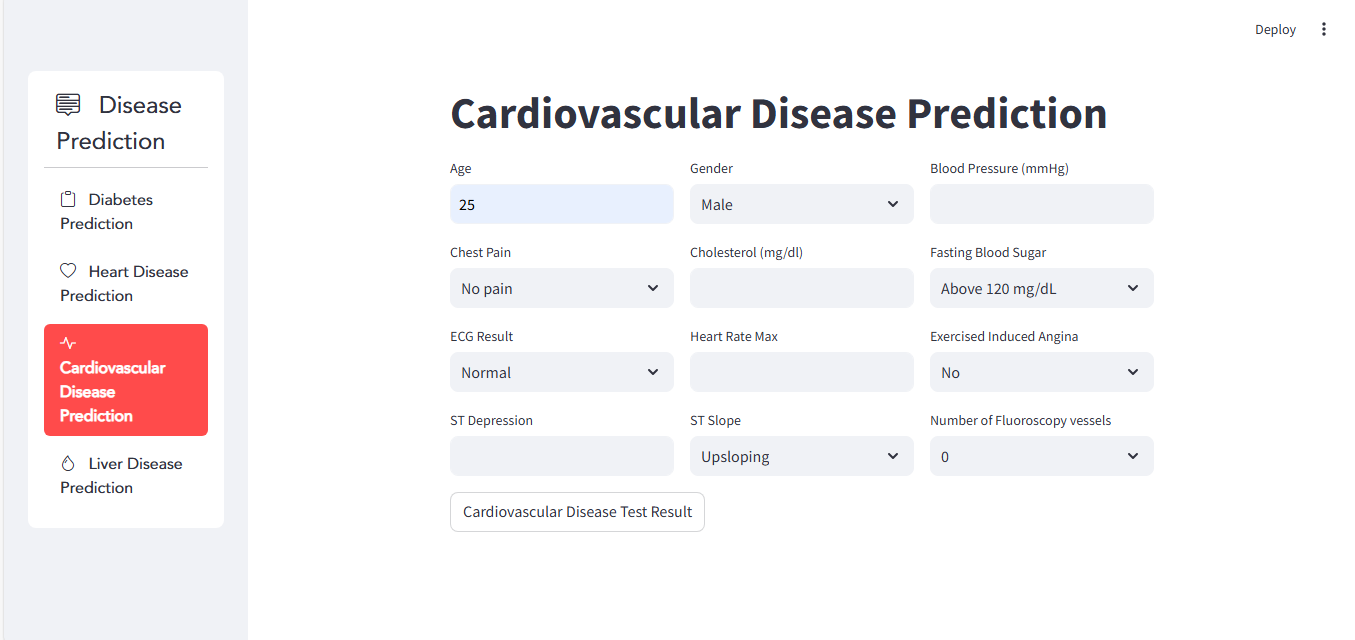 Deploy
Disease
Prediction
Diabetes
Prediction
Heart Disease
Prediction
Cardiovascular
Disease
Prediction
Liver Disease
Prediction
Cardiovascular Disease Prediction
Age
Gender
Blood Pressure (mmHg)
25
Male
Chest Pain
Cholesterol (mg/dl)
Fasting Blood Sugar
No pain
Above 120 mg/dL
ECG Result
Heart Rate Max
Exercised Induced Angina
Normal
No
ST Depression
ST Slope
Number of Fluoroscopy vessels
Upsloping
0
Cardiovascular Disease Test Result